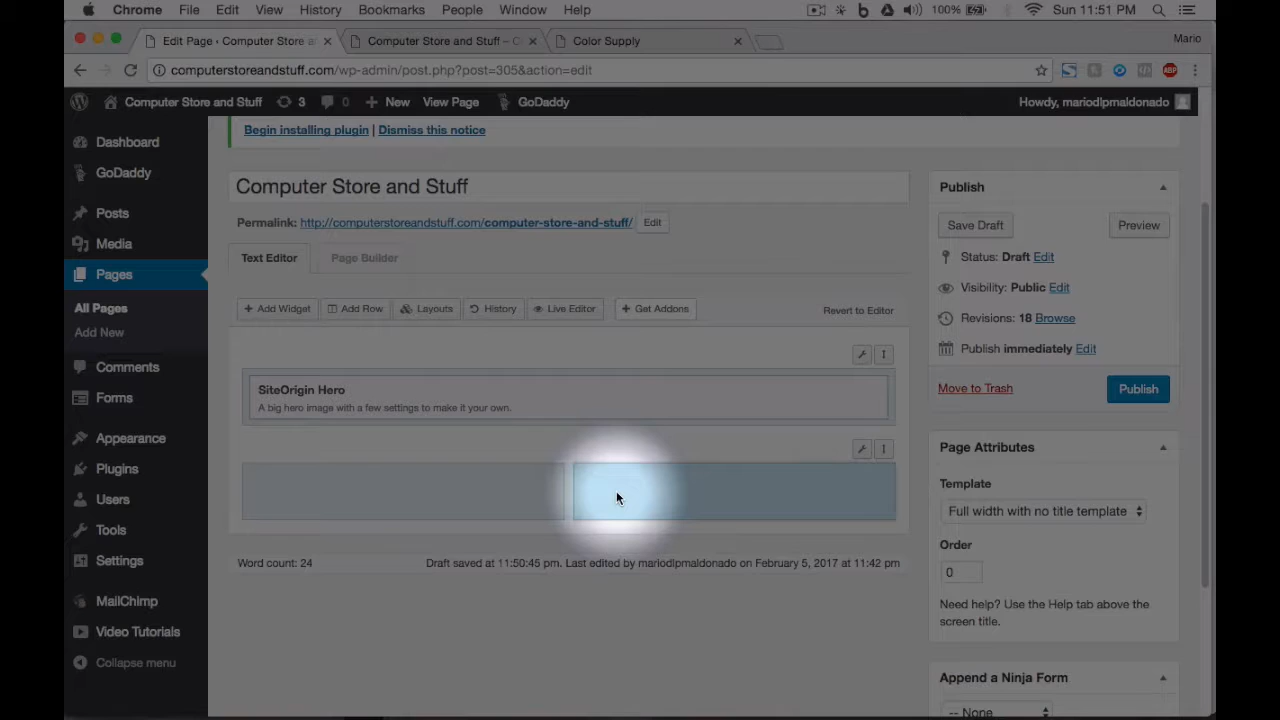 Chrome File Edit View History Bookmarks People Window Help 100% Sun 11:51 PM
Edit Page ‹ Computer Store a
Computer Store and Stuff – C
Color Supply
Mario
computerstoreandstuff.com/wp-admin/post.php?post=305&action=edit
Computer Store and Stuff 3 0 New View Page GoDaddy Howdy, mariodlpmaldonado
Dashboard
GoDaddy
Posts
Media
Pages
All Pages
Add New
Comments
Forms
Appearance
Plugins
Users
Tools
Settings
MailChimp
Video Tutorials
Collapse menu
Begin installing plugin | Dismiss this notice
Computer Store and Stuff
Permalink: http://computerstoreandstuff.com/computer-store-and-stuff/ Edit
Text Editor Page Builder
+ Add Widget Add Row Layouts History Live Editor + Get Addons Revert to Editor
SiteOrigin Hero
A big hero image with a few settings to make it your own.
Word count: 24 Draft saved at 11:50:45 pm. Last edited by mariodlpmaldonado on February 5, 2017 at 11:42 pm
Publish
Save Draft Preview
Status: Draft Edit
Visibility: Public Edit
Revisions: 18 Browse
Publish immediately Edit
Move to Trash Publish
Page Attributes
Template
Full width with no title template
Order
0
Need help? Use the Help tab above the
screen title.
Append a Ninja Form
-- None